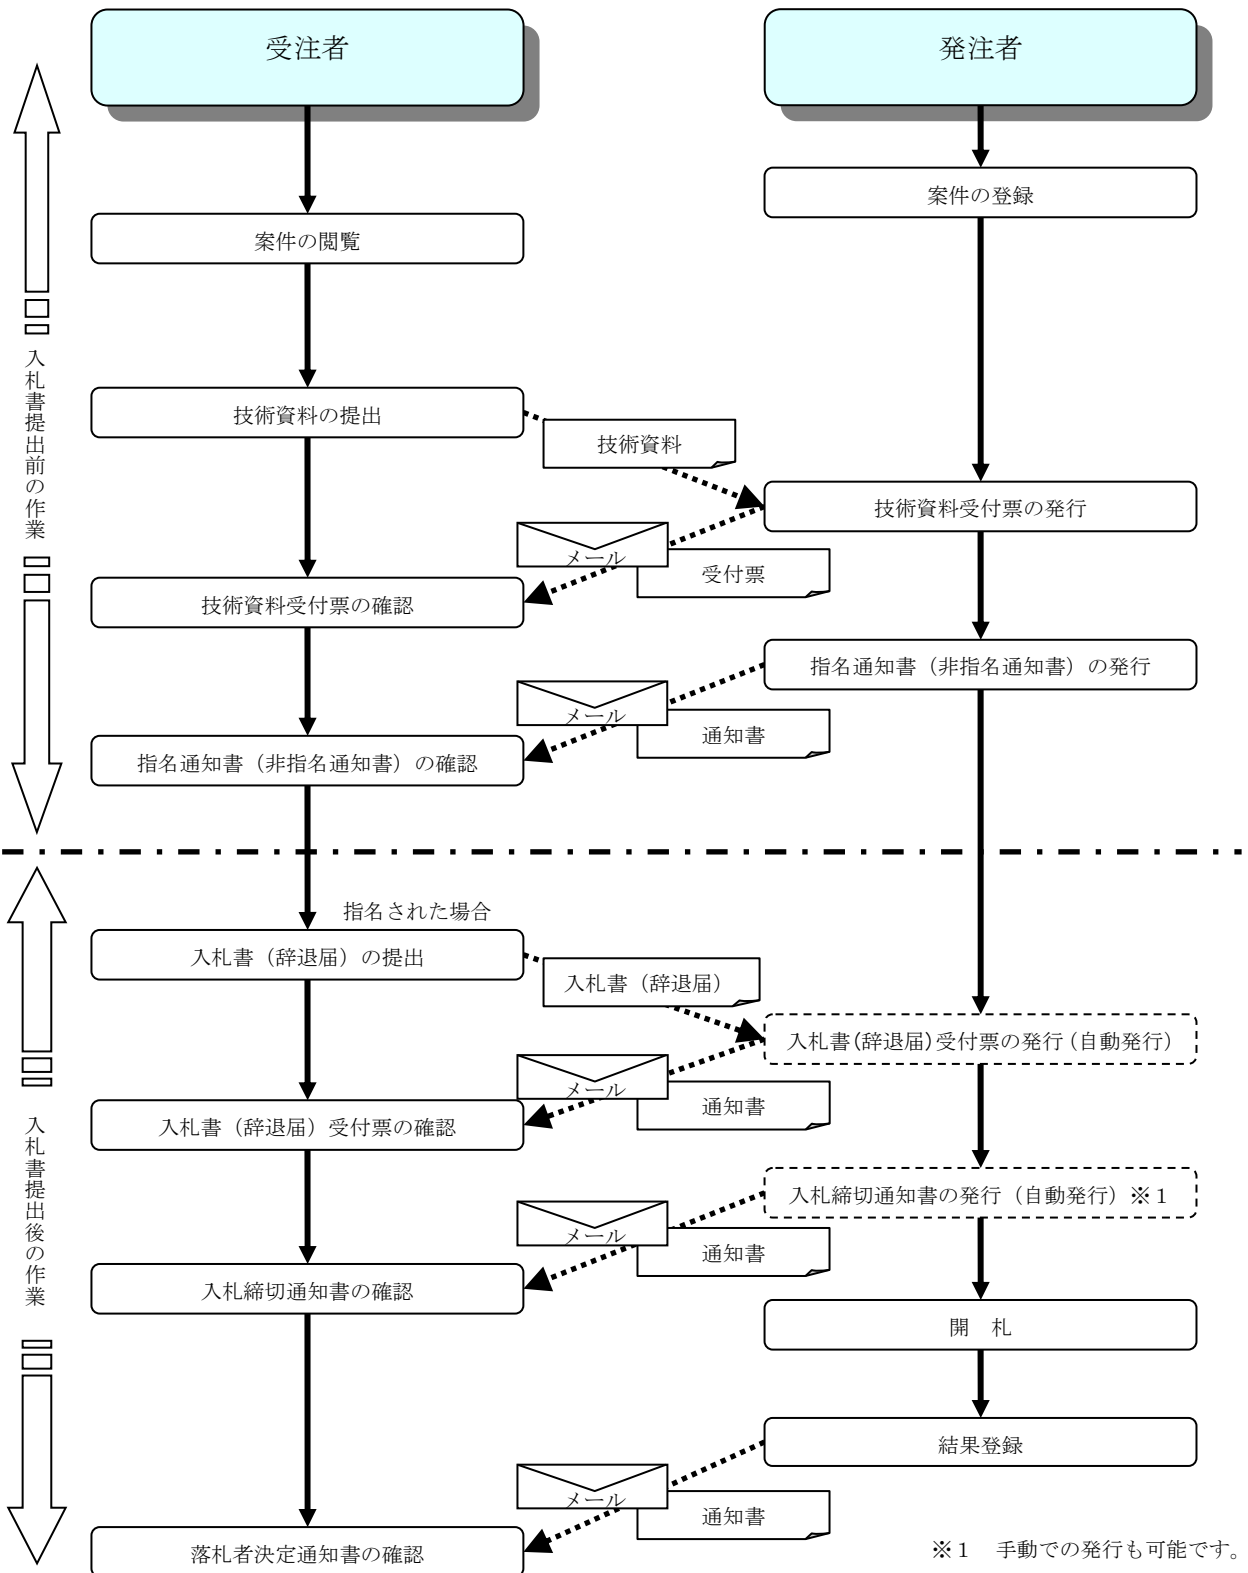 受注者
発注者
案件の登録
案件の閲覧
入札書提出前の作業
技術資料の提出
技術資料
技術資料受付票の発行
メール
受付票
技術資料受付票の確認
指名通知書（非指名通知書）の発行
メール
通知書
指名通知書（非指名通知書）の確認
指名された場合
入札書（辞退届）の提出
入札書（辞退届）
入札書(辞退届)受付票の発行(自動発行)
メール
通知書
入札書（辞退届）受付票の確認
入札書提出後の作業
入札締切通知書の発行（自動発行）※１
メール
通知書
入札締切通知書の確認
開　札
結果登録
メール
通知書
落札者決定通知書の確認
※１　手動での発行も可能です。